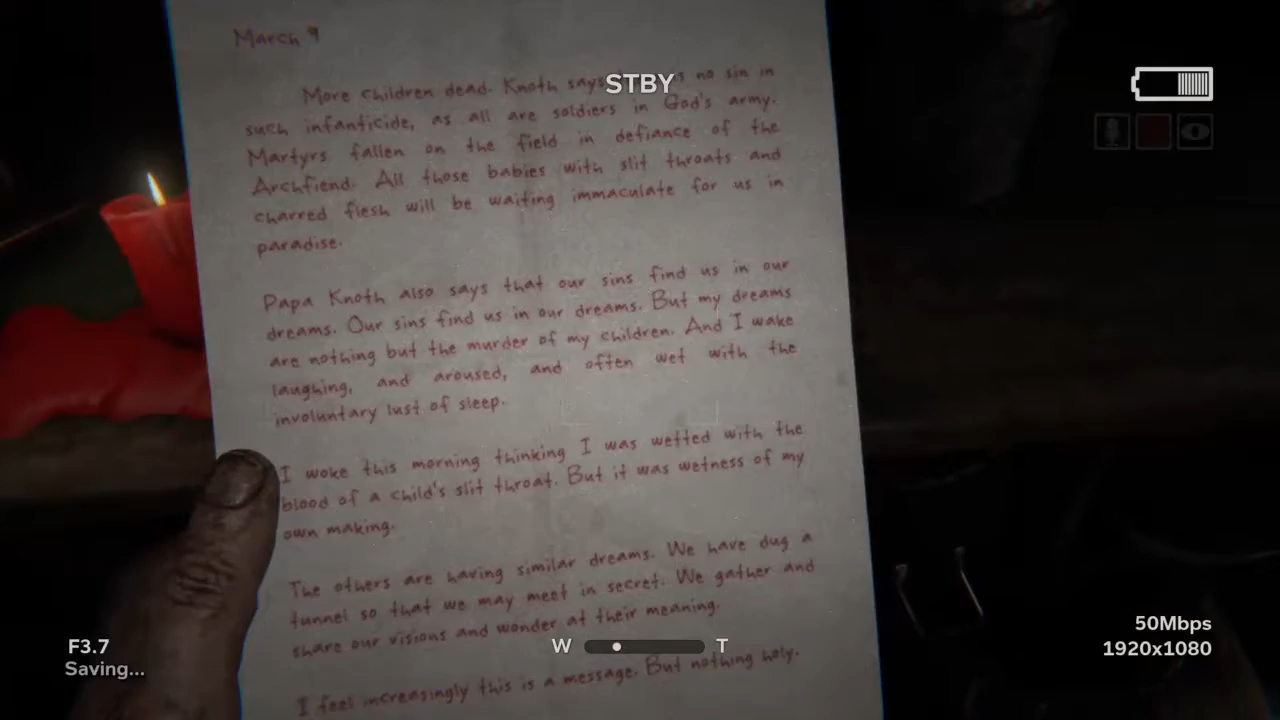 March 9
STBY
More children dead. Knoth says no sin in
such infanticide, as all are soldiers in God's army.
Martyrs fallen on the field in defiance of the
Archfiend. All those babies with slit throats and
charred flesh will be waiting immaculate for us in
paradise.
Papa Knoth also says that our sins find us in our
dreams. Our sins find us in our dreams. But my dreams
are nothing but the murder of my children. And I wake
laughing, and aroused, and often wet with the
involuntary lust of sleep.
I woke this morning thinking I was wetted with the
blood of a child's slit throat. But it was wetness of my
own making.
The others are having similar dreams. We have dug a
tunnel so that we may meet in secret. We gather and
share our visions and wonder at their meaning.
I feel increasingly this is a message. But nothing holy.
F3.7
Saving...
W T
50Mbps
1920x1080